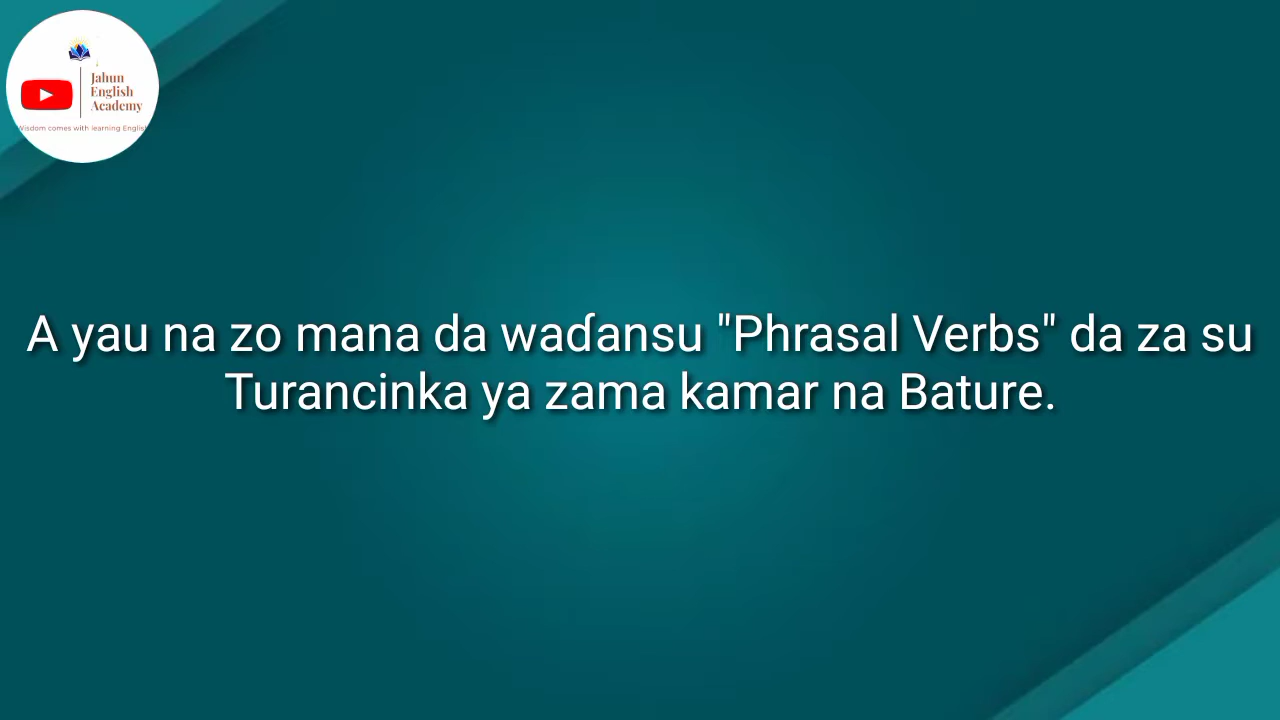 Jahun
English
Academy
Wisdom comes with learning English
A yau na zo mana da waɗansu "Phrasal Verbs" da za su
Turancinka ya zama kamar na Bature.